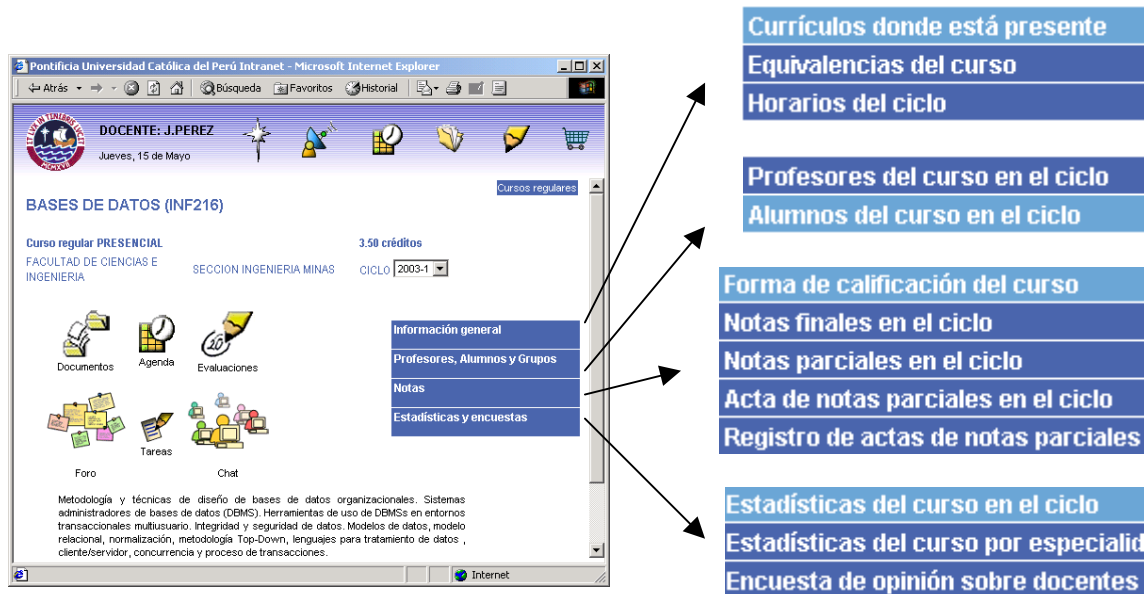 Pontificia Universidad Católica del Perú Intranet - Microsoft Internet Explorer
Atrás
Búsqueda
Favoritos
Historial
ET LUX IN TENEBRIS LUCET
MCMXVII
DOCENTE: J.PEREZ
Jueves, 15 de Mayo
Cursos regulares
BASES DE DATOS (INF216)
Curso regular PRESENCIAL
3.50 créditos
FACULTAD DE CIENCIAS E
INGENIERIA
SECCION INGENIERIA MINAS
CICLO 2003-1
Documentos
Agenda
Evaluaciones
Tareas
Foro
Chat
Información general
Profesores, Alumnos y Grupos
Notas
Estadísticas y encuestas
Metodología y técnicas de diseño de bases de datos organizacionales. Sistemas
administradores de bases de datos (DBMS). Herramientas de uso de DBMSs en entornos
transaccionales multiusuario. Integridad y seguridad de datos. Modelos de datos, modelo
relacional, normalización, metodología Top-Down, lenguajes para tratamiento de datos ,
cliente/servidor, concurrencia y proceso de transacciones.
Internet
Currículos donde está presente
Equivalencias del curso
Horarios del ciclo
Profesores del curso en el ciclo
Alumnos del curso en el ciclo
Forma de calificación del curso
Notas finales en el ciclo
Notas parciales en el ciclo
Acta de notas parciales en el ciclo
Registro de actas de notas parciales
Estadísticas del curso en el ciclo
Estadísticas del curso por especialid
Encuesta de opinión sobre docentes